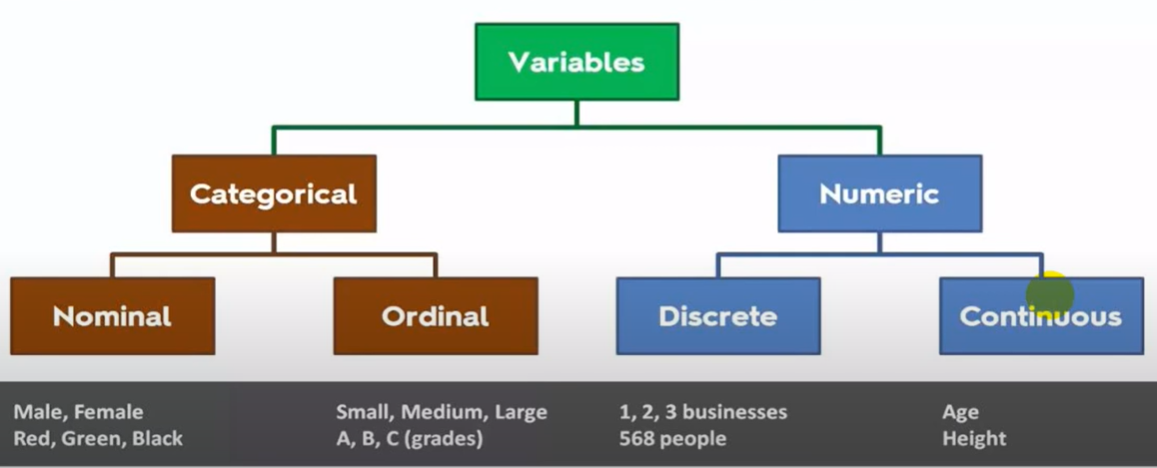 Variables
Categorical
Numeric
Nominal
Ordinal
Discrete
Continuous
Male, Female
Red, Green, Black
Small, Medium, Large
A, B, C (grades)
1, 2, 3 businesses
568 people
Age
Height